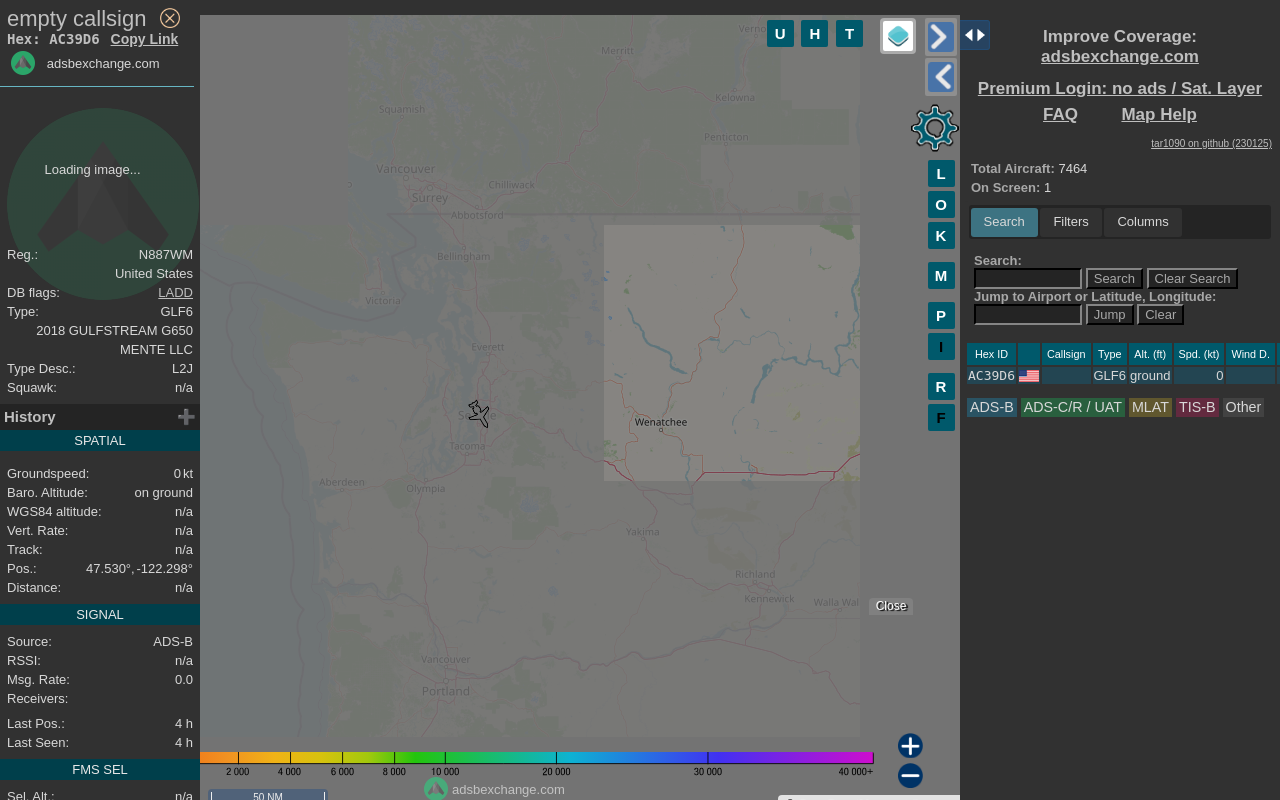 empty callsign
Hex: AC39D6 Copy Link
adsbexchange.com
Loading image...
Reg.: N887WM
United States
DB flags: LADD
Type: GLF6
2018 GULFSTREAM G650
MENTE LLC
Type Desc.: L2J
Squawk: n/a
History
SPATIAL
Groundspeed: 0 kt
Baro. Altitude: on ground
WGS84 altitude: n/a
Vert. Rate: n/a
Track: n/a
Pos.: 47.530°, -122.298°
Distance: n/a
SIGNAL
Source: ADS-B
RSSI: n/a
Msg. Rate: 0.0
Receivers:
Last Pos.: 4 h
Last Seen: 4 h
FMS SEL
Sel. Alt.: n/a
U H T
Merritt
Squamish
Kelowna
Penticton
Vancouver
Surrey
Chilliwack
Abbotsford
Bellingham
Victoria
Everett
Wenatchee
Tacoma
Aberdeen
Olympia
Yakima
Richland
Kennewick
Vancouver
Portland
L
O
K
M
P
I
R
F
Close
2 000 4 000 6 000 8 000 10 000 20 000 30 000 40 000+
adsbexchange.com
50 NM
Improve Coverage:
adsbexchange.com
Premium Login: no ads / Sat. Layer
FAQ Map Help
tar1090 on github (230125)
Total Aircraft: 7464
On Screen: 1
Search Filters Columns
Search:
Search Clear Search
Jump to Airport or Latitude, Longitude:
Jump Clear
Hex ID Callsign Type Alt. (ft) Spd. (kt) Wind D.
AC39D6 GLF6 ground 0
ADS-B ADS-C/R / UAT MLAT TIS-B Other